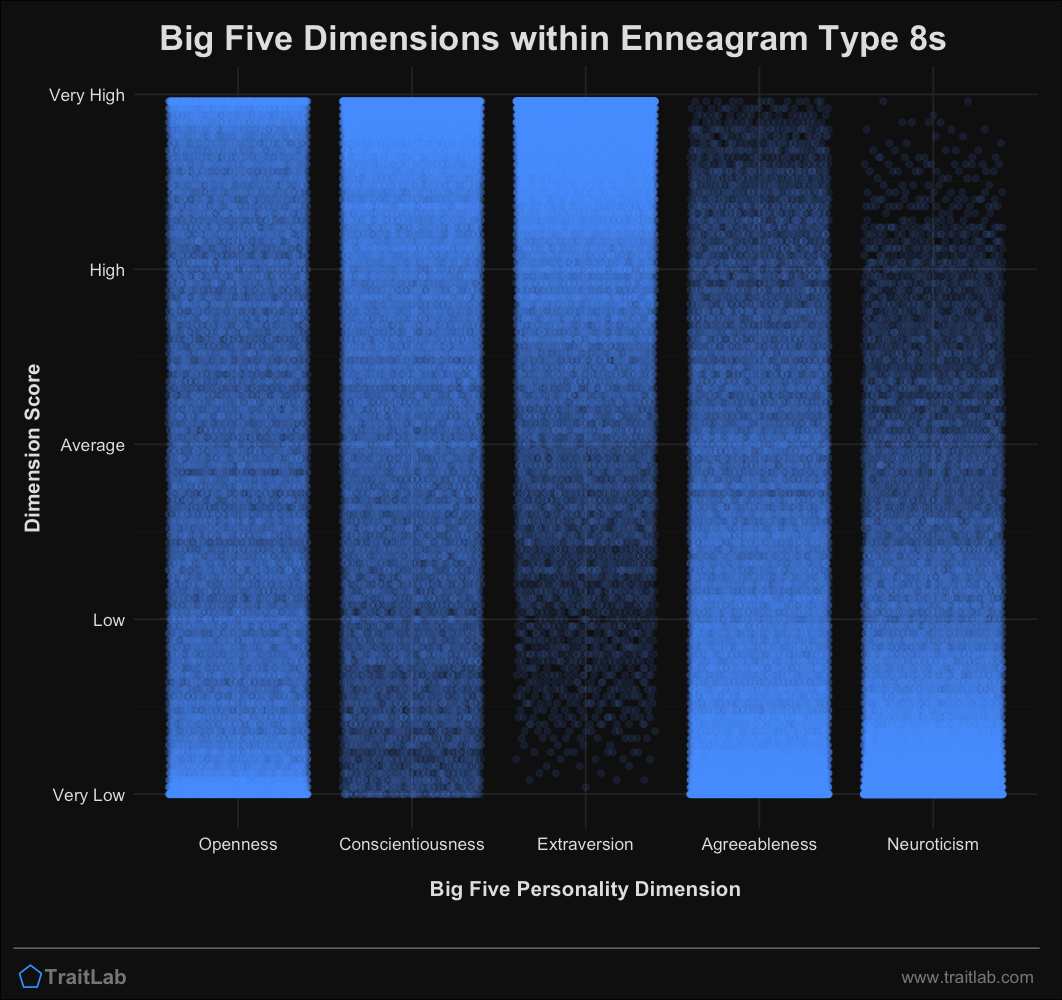 Big Five Dimensions within Enneagram Type 8s
Very High
High
Average
Low
Very Low
Dimension Score
Openness
Conscientiousness
Extraversion
Agreeableness
Neuroticism
Big Five Personality Dimension
TraitLab
www.traitlab.com